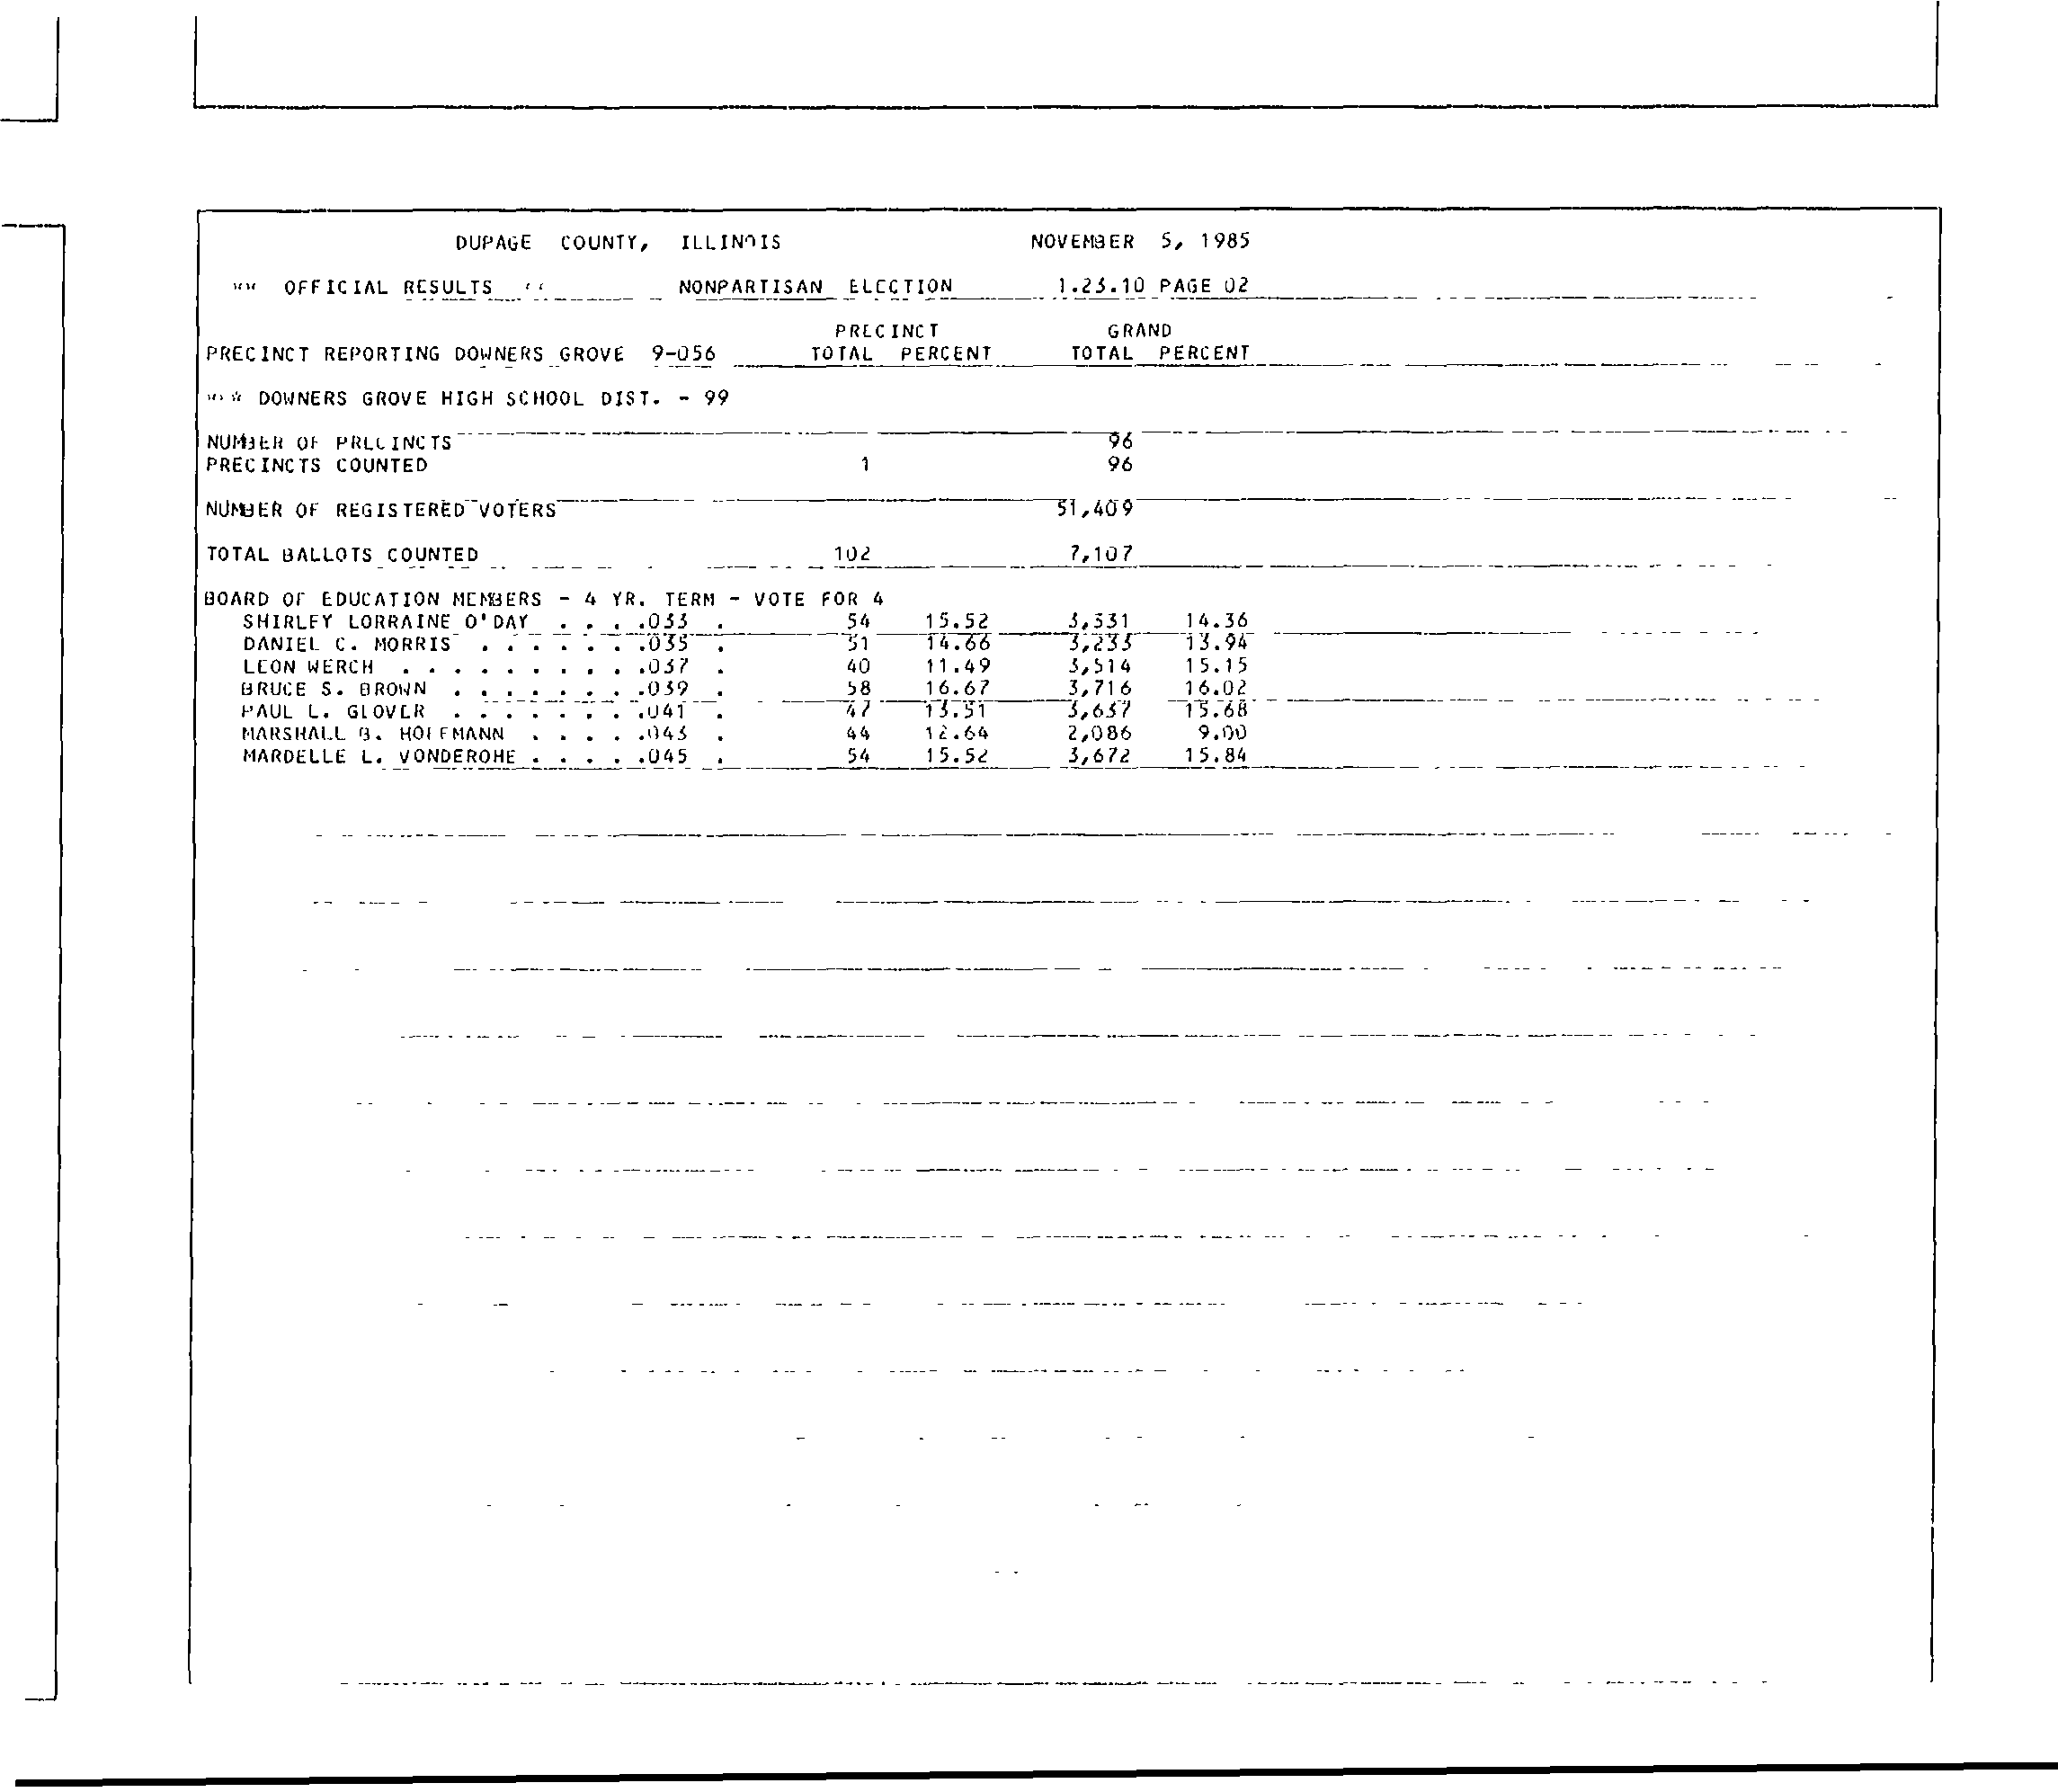 DUPAGE COUNTY, ILLINOIS NOVEMBER 5, 1985
** OFFICIAL RESULTS NONPARTISAN ELECTION 1.23.10 PAGE 02
PRECINCT GRAND
PRECINCT REPORTING DOWNERS GROVE 9-056 TOTAL PERCENT TOTAL PERCENT
*** DOWNERS GROVE HIGH SCHOOL DIST. - 99
NUMBER OF PRECINCTS 96
PRECINCTS COUNTED 1 96
NUMBER OF REGISTERED VOTERS 51,409
TOTAL BALLOTS COUNTED 102 7,107
BOARD OF EDUCATION MEMBERS - 4 YR. TERM - VOTE FOR 4
SHIRLEY LORRAINE O'DAY . . . .033 . 54 15.52 3,331 14.36
DANIEL C. MORRIS . . . . . . .035 . 51 14.66 3,233 13.94
LEON WERCH . . . . . . . . . .037 . 40 11.49 3,514 15.15
BRUCE S. BROWN . . . . . . . .039 . 58 16.67 3,716 16.02
PAUL L. GLOVER . . . . . . . .041 . 47 13.51 3,637 15.68
MARSHALL B. HOFFMANN . . . . .043 . 44 12.64 2,086 9.00
MARDELLE L. VONDEROHE . . . . .045 . 54 15.52 3,672 15.84